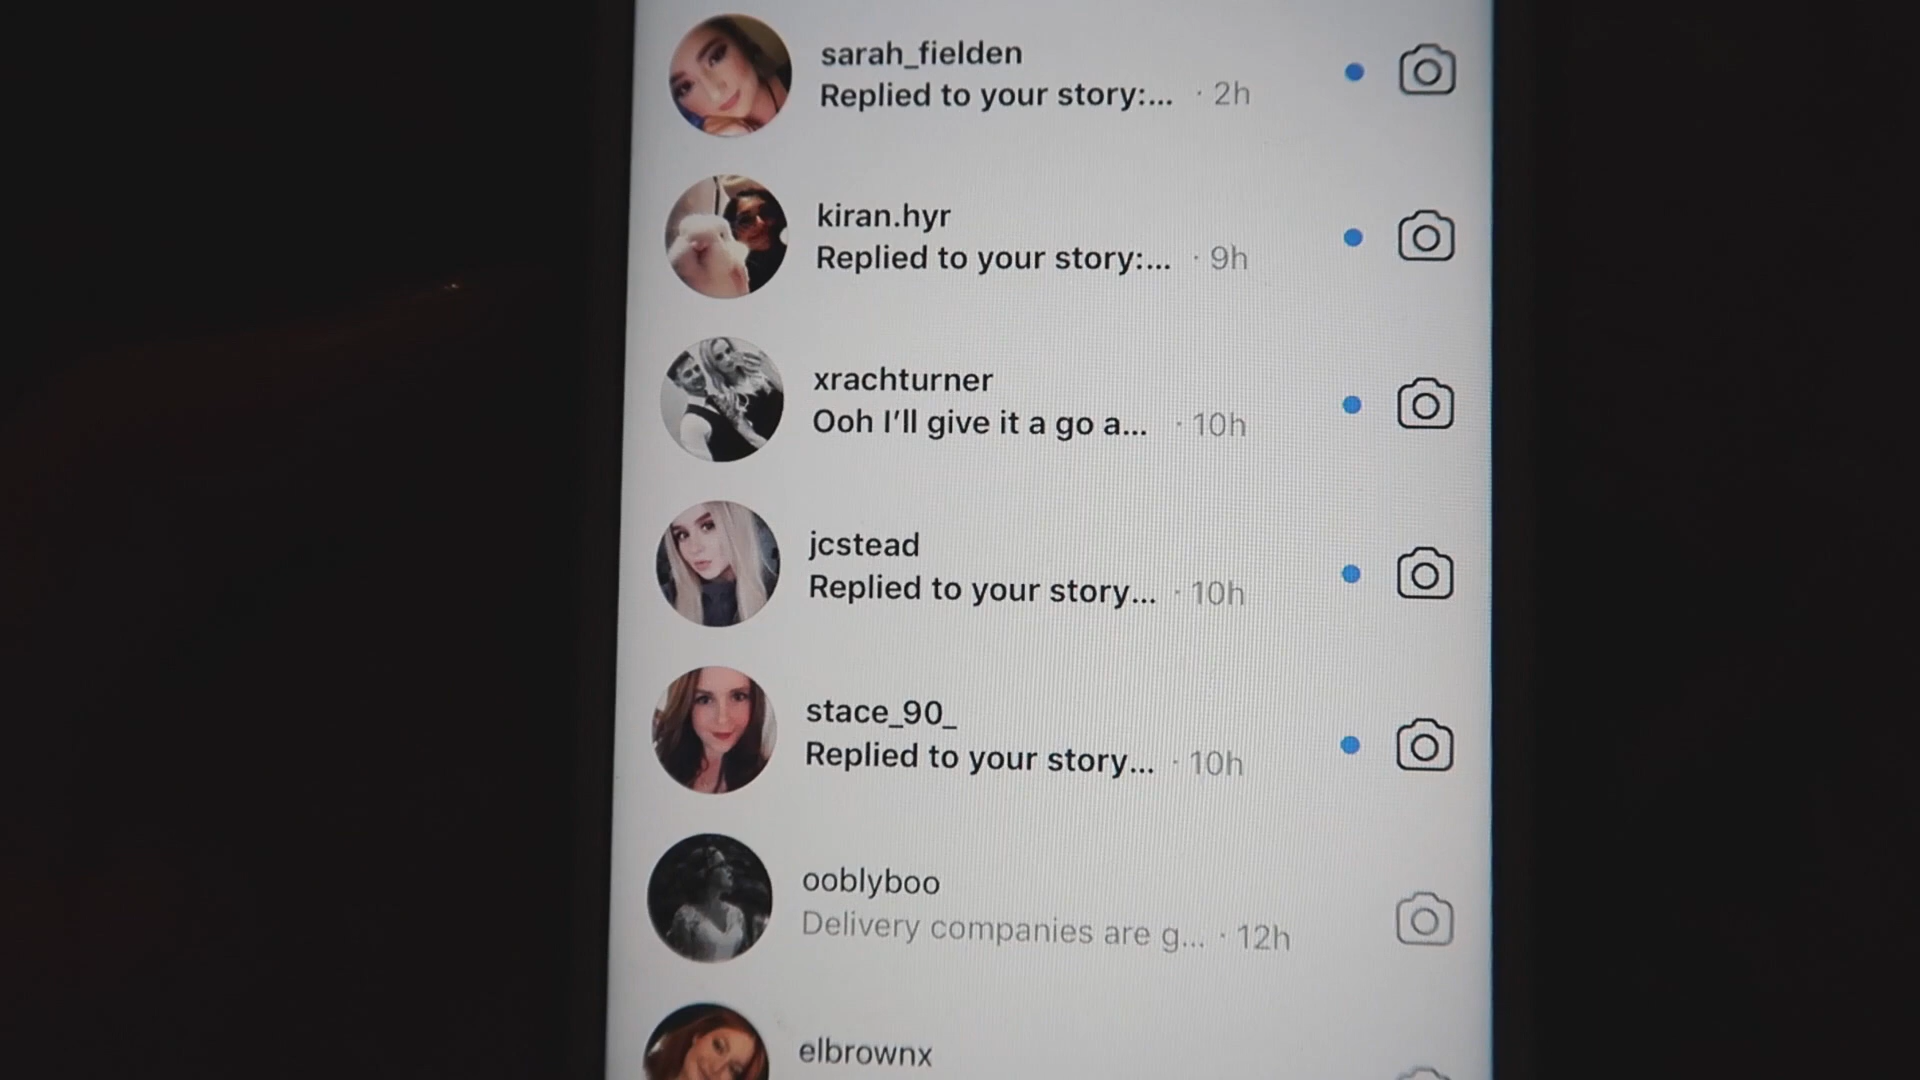 sarah_fielden
Replied to your story:... · 2h
kiran.hyr
Replied to your story:... · 9h
xrachturner
Ooh I’ll give it a go a... · 10h
jcstead
Replied to your story... · 10h
stace_90_
Replied to your story... · 10h
ooblyboo
Delivery companies are g... · 12h
elbrownx